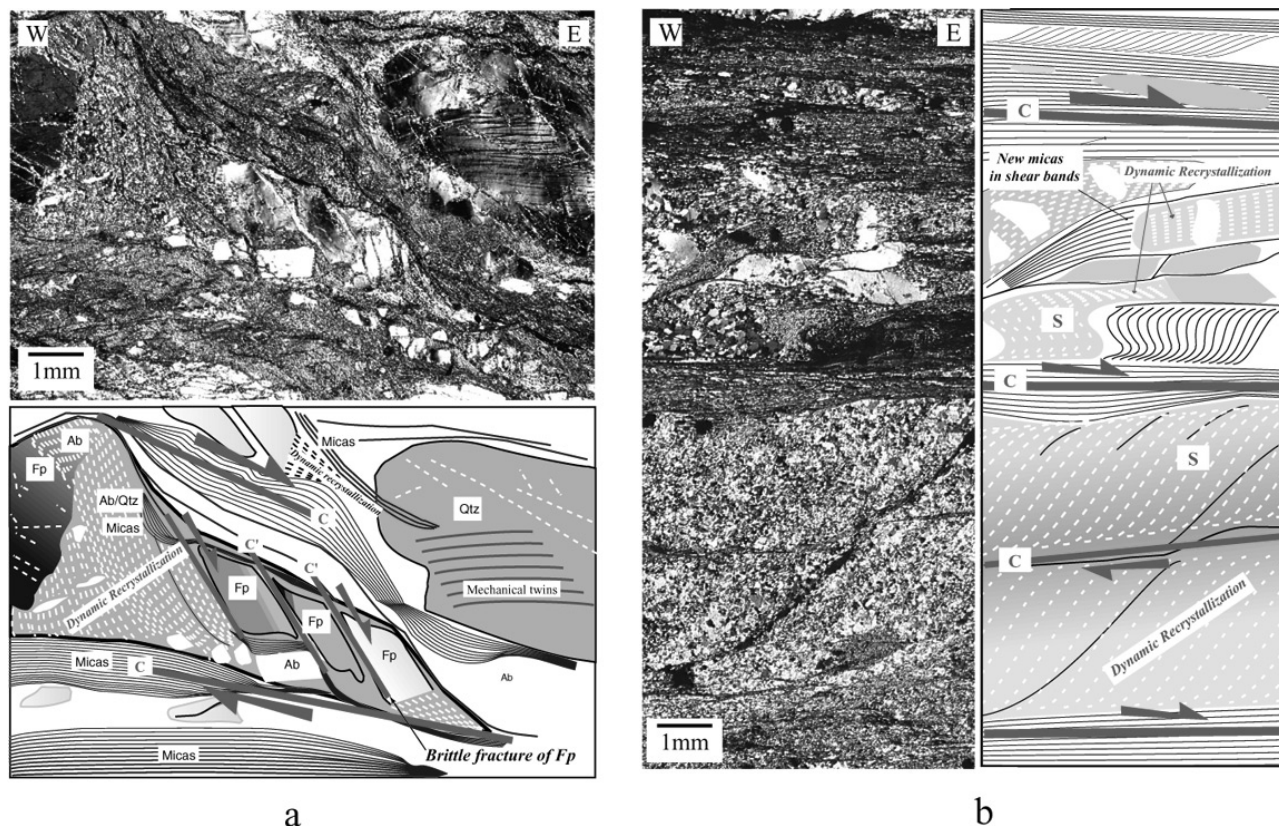 W
E
1mm
Ab
Fp
Micas
Dynamic recrystallization
Ab/Qtz
Micas
C
Qtz
C'
C'
Mechanical twins
Fp
Fp
Fp
Dynamic Recrystallization
Ab
Ab
Micas
C
Micas
Brittle fracture of Fp
a
W
E
1mm
C
New micas
in shear bands
Dynamic Recrystallization
S
C
S
C
Dynamic Recrystallization
b